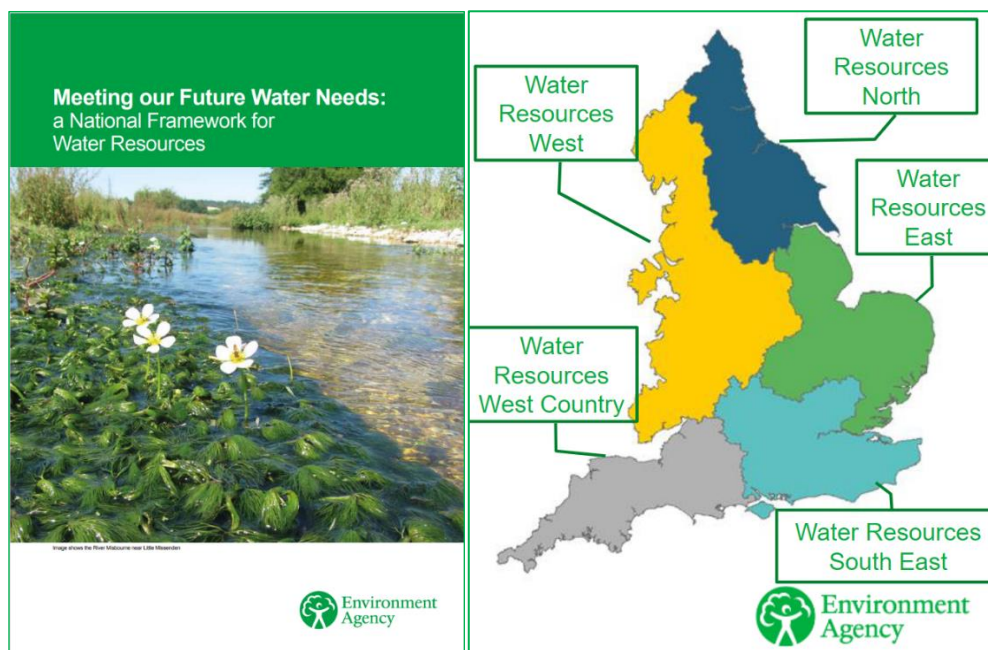 Meeting our Future Water Needs:
a National Framework for
Water Resources
Image shows the River Misbourne near Little Missenden
Environment
Agency
Water
Resources
North
Water
Resources
West
Water
Resources
East
Water
Resources
West Country
Water Resources
South East
Environment
Agency